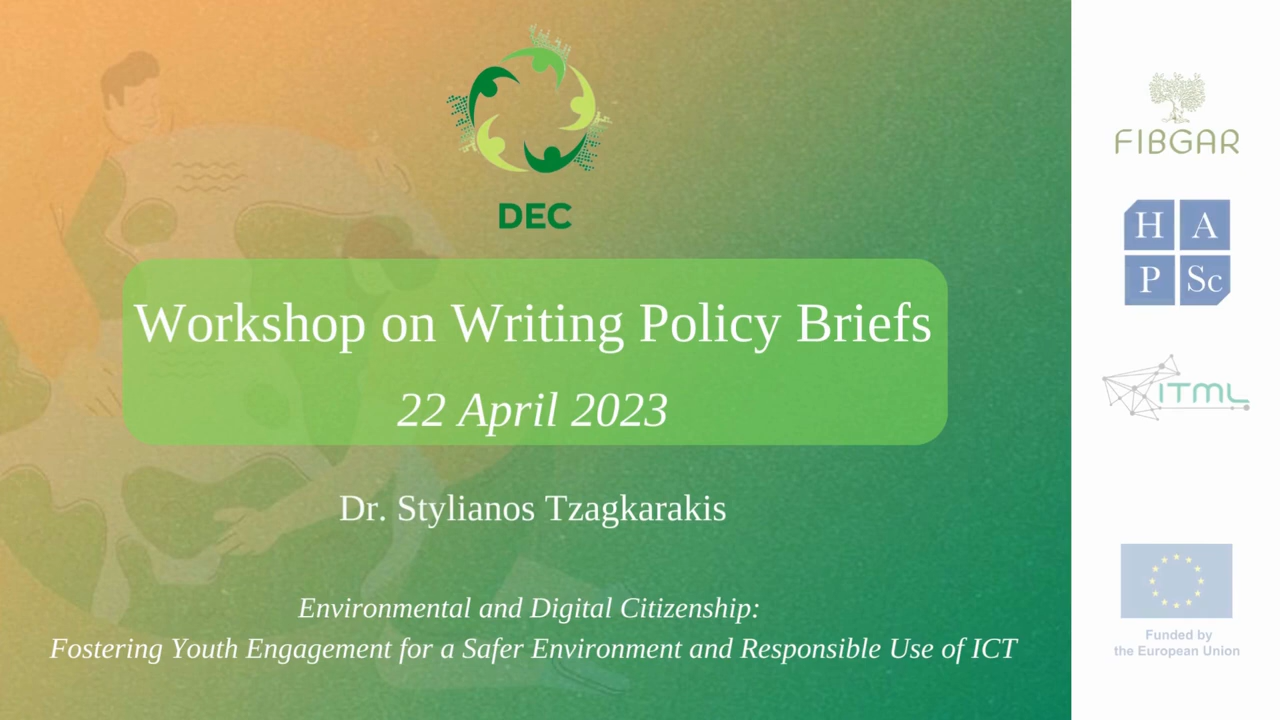 DEC
Workshop on Writing Policy Briefs
22 April 2023
Dr. Stylianos Tzagkarakis
Environmental and Digital Citizenship:
Fostering Youth Engagement for a Safer Environment and Responsible Use of ICT
FIBGAR
H A
P Sc
ITML
Funded by
the European Union